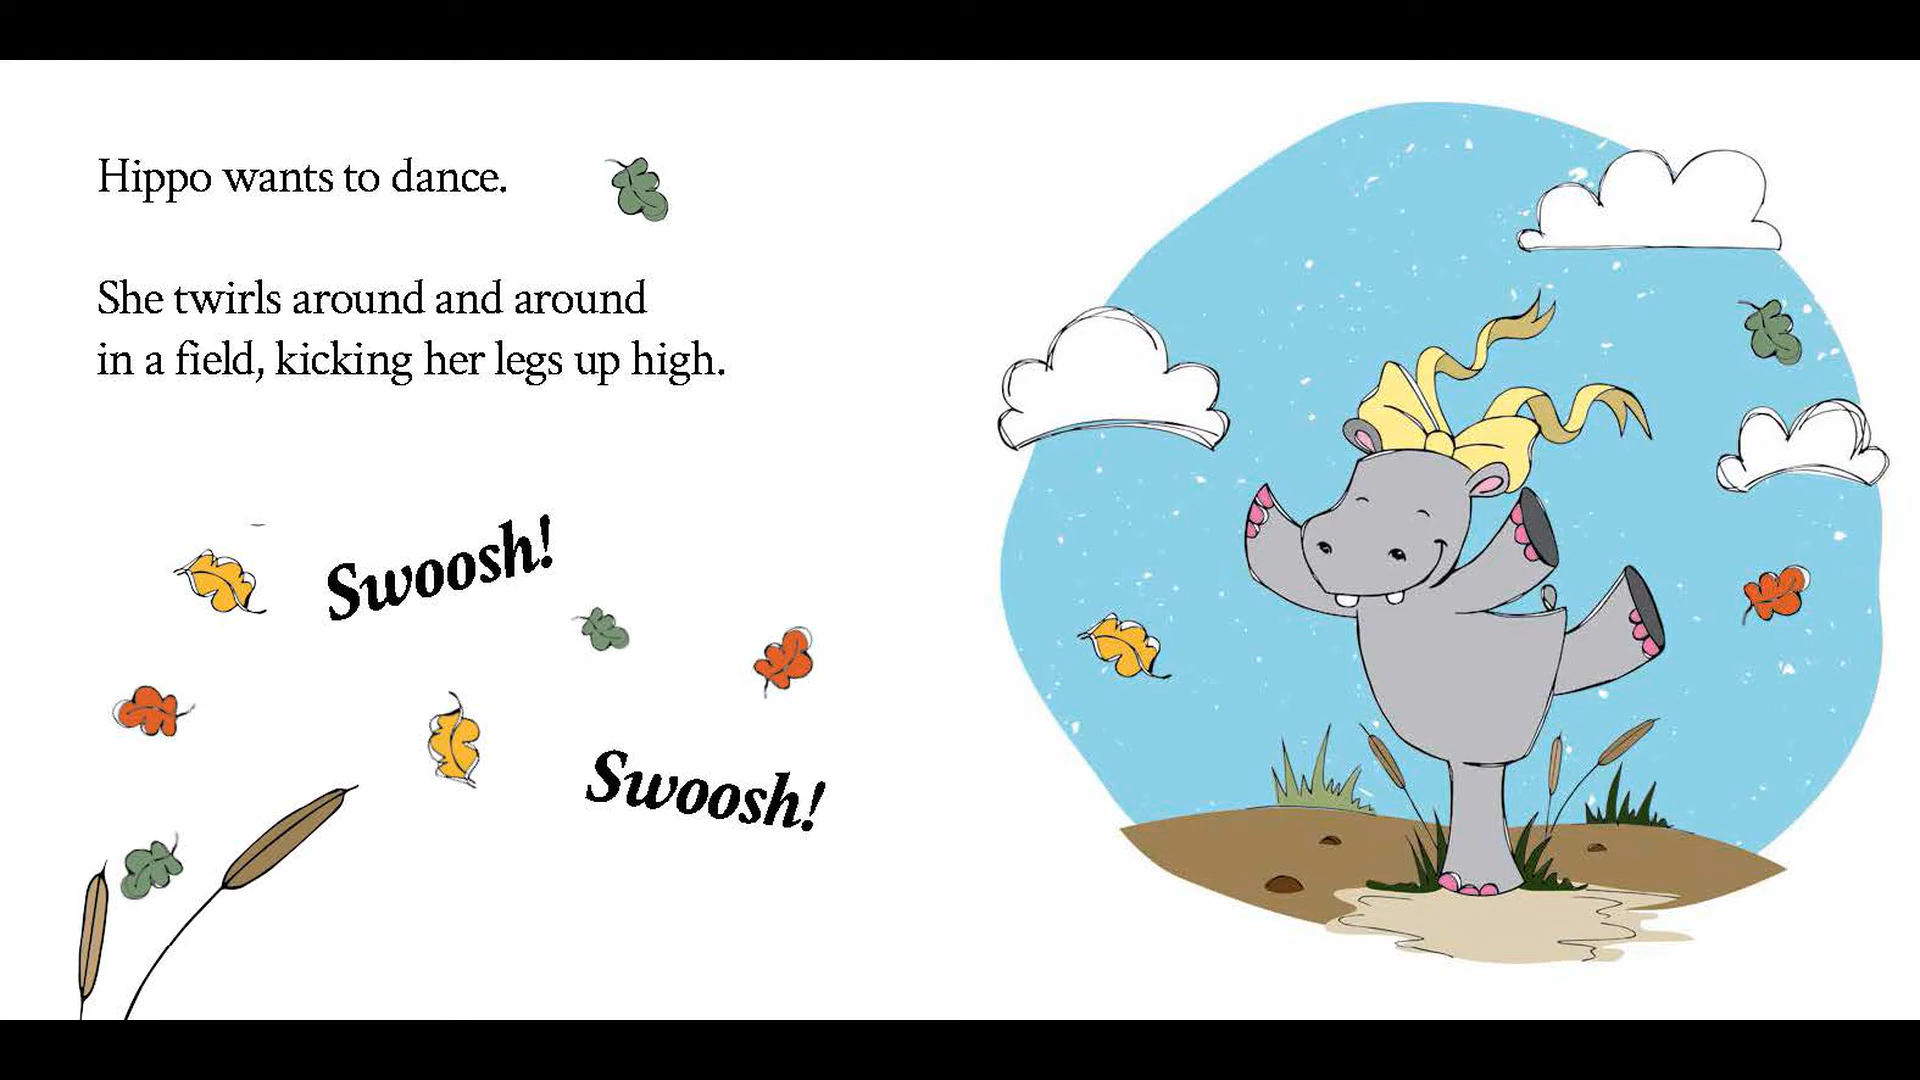 Hippo wants to dance.
She twirls around and around
in a field, kicking her legs up high.
Swoosh!
Swoosh!